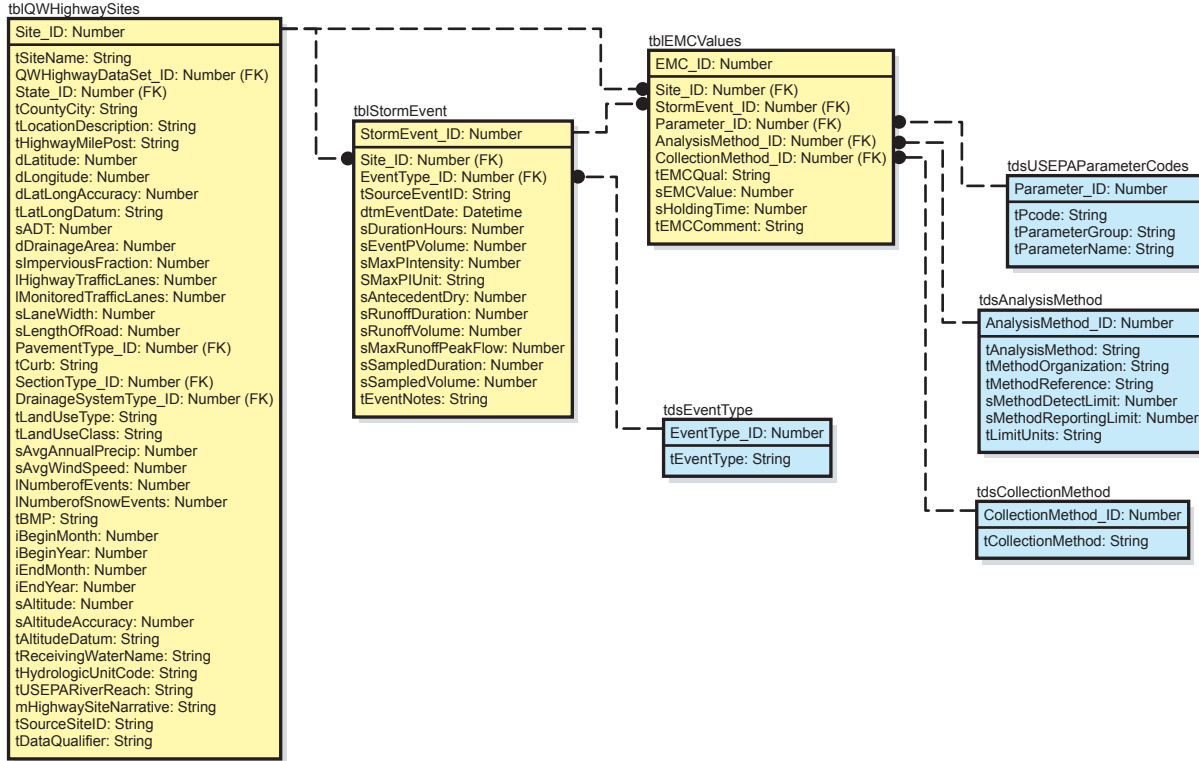 tblQWHighwaySites
Site_ID: Number
tSiteName: String
QWHighwayDataSet_ID: Number (FK)
State_ID: Number (FK)
tCountyCity: String
tLocationDescription: String
tHighwayMilePost: String
dLatitude: Number
dLongitude: Number
dLatLongAccuracy: Number
tLatLongDatum: String
sADT: Number
dDrainageArea: Number
sImperviousFraction: Number
lHighwayTrafficLanes: Number
lMonitoredTrafficLanes: Number
sLaneWidth: Number
sLengthOfRoad: Number
PavementType_ID: Number (FK)
tCurb: String
SectionType_ID: Number (FK)
DrainageSystemType_ID: Number (FK)
tLandUseType: String
tLandUseClass: String
sAvgAnnualPrecip: Number
sAvgWindSpeed: Number
lNumberofEvents: Number
lNumberofSnowEvents: Number
tBMP: String
iBeginMonth: Number
iBeginYear: Number
iEndMonth: Number
iEndYear: Number
sAltitude: Number
sAltitudeAccuracy: Number
tAltitudeDatum: String
tReceivingWaterName: String
tHydrologicUnitCode: String
tUSEPARiverReach: String
mHighwaySiteNarrative: String
tSourceSiteID: String
tDataQualifier: String
tblStormEvent
StormEvent_ID: Number
Site_ID: Number (FK)
EventType_ID: Number (FK)
tSourceEventID: String
dtmEventDate: Datetime
sDurationHours: Number
sEventPVolume: Number
sMaxPIntensity: Number
SMaxPIUnit: String
sAntecedentDry: Number
sRunoffDuration: Number
sRunoffVolume: Number
sMaxRunoffPeakFlow: Number
sSampledDuration: Number
sSampledVolume: Number
tEventNotes: String
tblEMCValues
EMC_ID: Number
Site_ID: Number (FK)
StormEvent_ID: Number (FK)
Parameter_ID: Number (FK)
AnalysisMethod_ID: Number (FK)
CollectionMethod_ID: Number (FK)
tEMCQual: String
sEMCValue: Number
sHoldingTime: Number
tEMCComment: String
tdsEventType
EventType_ID: Number
tEventType: String
tdsUSEPAParameterCodes
Parameter_ID: Number
tPcode: String
tParameterGroup: String
tParameterName: String
tdsAnalysisMethod
AnalysisMethod_ID: Number
tAnalysisMethod: String
tMethodOrganization: String
tMethodReference: String
sMethodDetectLimit: Number
sMethodReportingLimit: Number
tLimitUnits: String
tdsCollectionMethod
CollectionMethod_ID: Number
tCollectionMethod: String